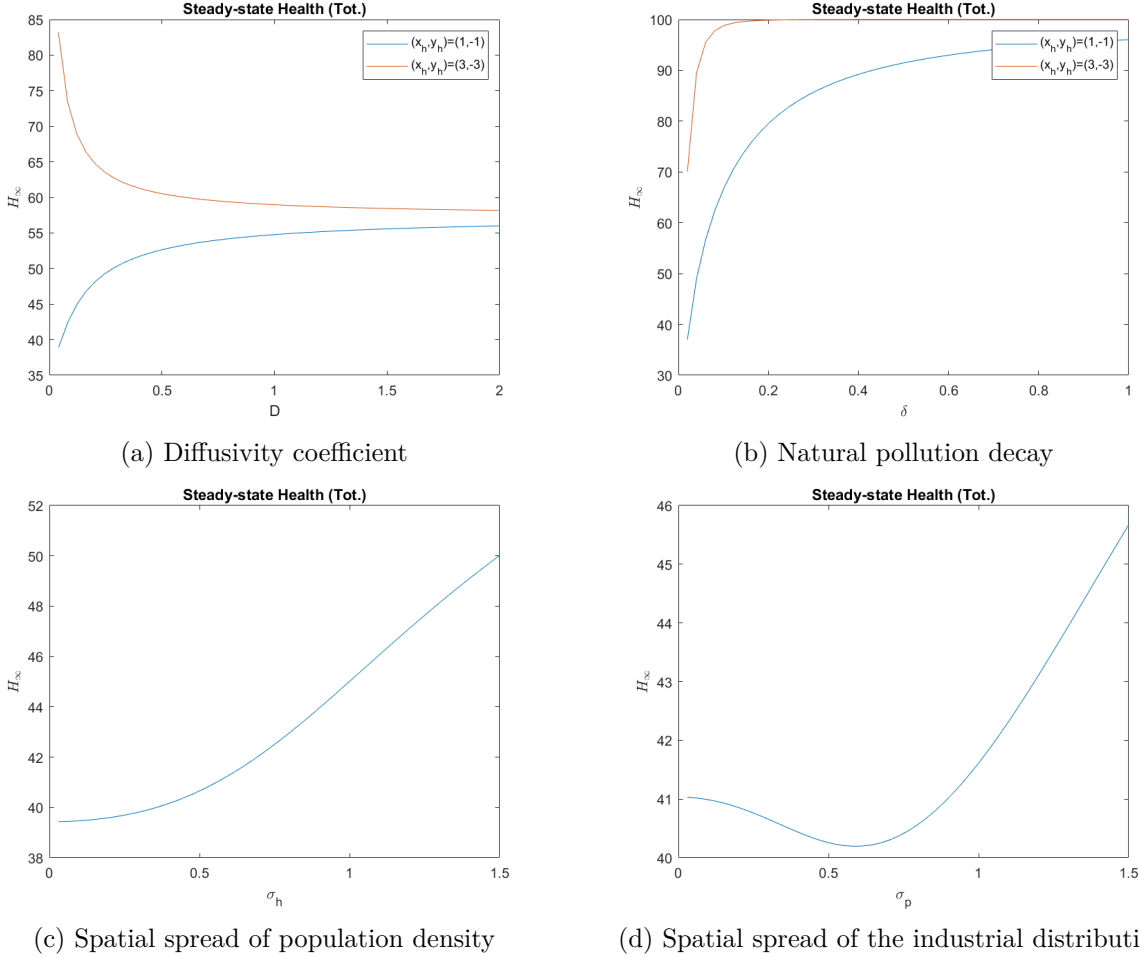 Steady-state Health (Tot.)
85
80
75
70
65
60
55
50
45
40
35
H∞
(x_h,y_h)=(1,-1)
(x_h,y_h)=(3,-3)
0 0.5 1 1.5 2
D
(a) Diffusivity coefficient
Steady-state Health (Tot.)
100
90
80
70
60
50
40
30
H∞
(x_h,y_h)=(1,-1)
(x_h,y_h)=(3,-3)
0 0.2 0.4 0.6 0.8 1
δ
(b) Natural pollution decay
Steady-state Health (Tot.)
52
50
48
46
44
42
40
38
H∞
0 0.5 1 1.5
σ_h
(c) Spatial spread of population density
Steady-state Health (Tot.)
46
45
44
43
42
41
40
H∞
0 0.5 1 1.5
σ_p
(d) Spatial spread of the industrial distributi